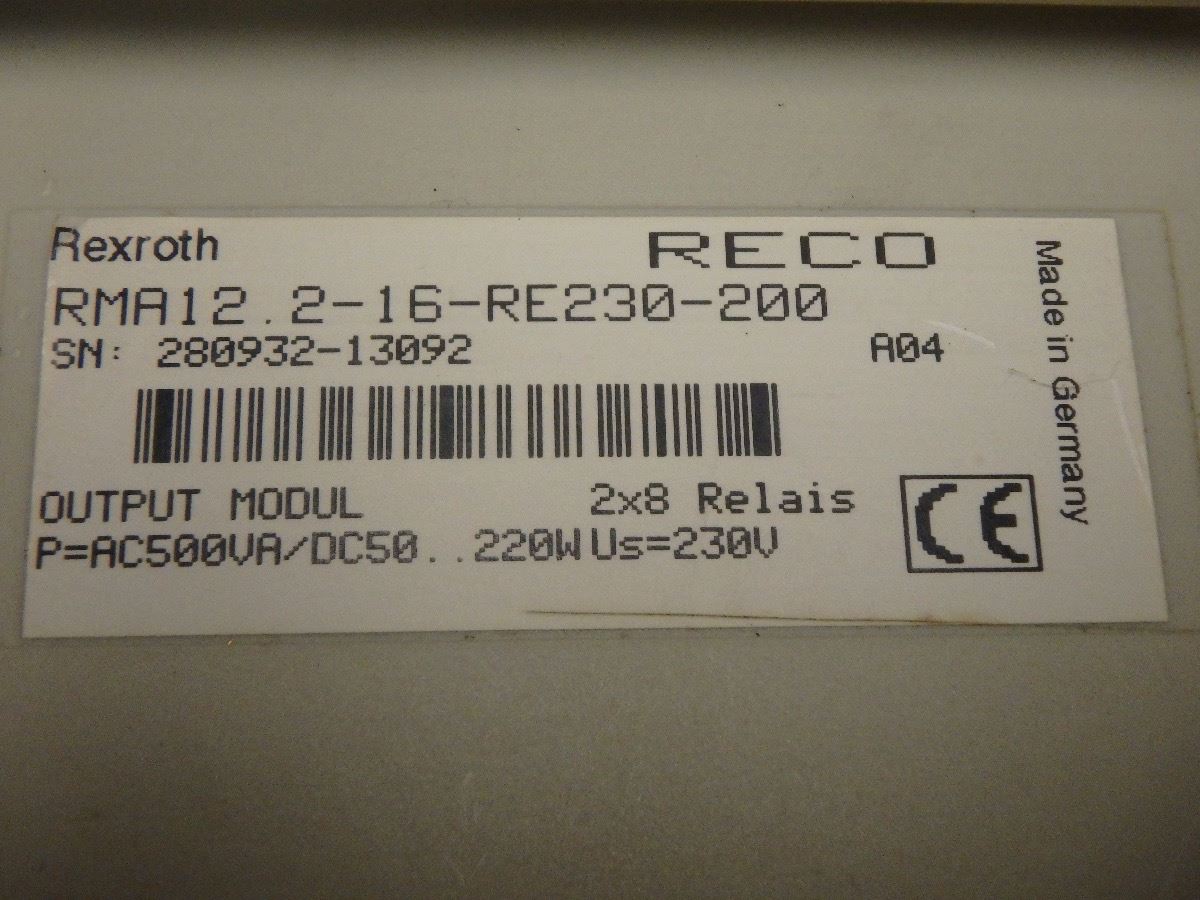 Rexroth RECO
RMA12.2-16-RE230-200
SN: 280932-13092 A04
OUTPUT MODUL 2x8 Relais
P=AC500VA/DC50..220W Us=230V
CE
Made in Germany